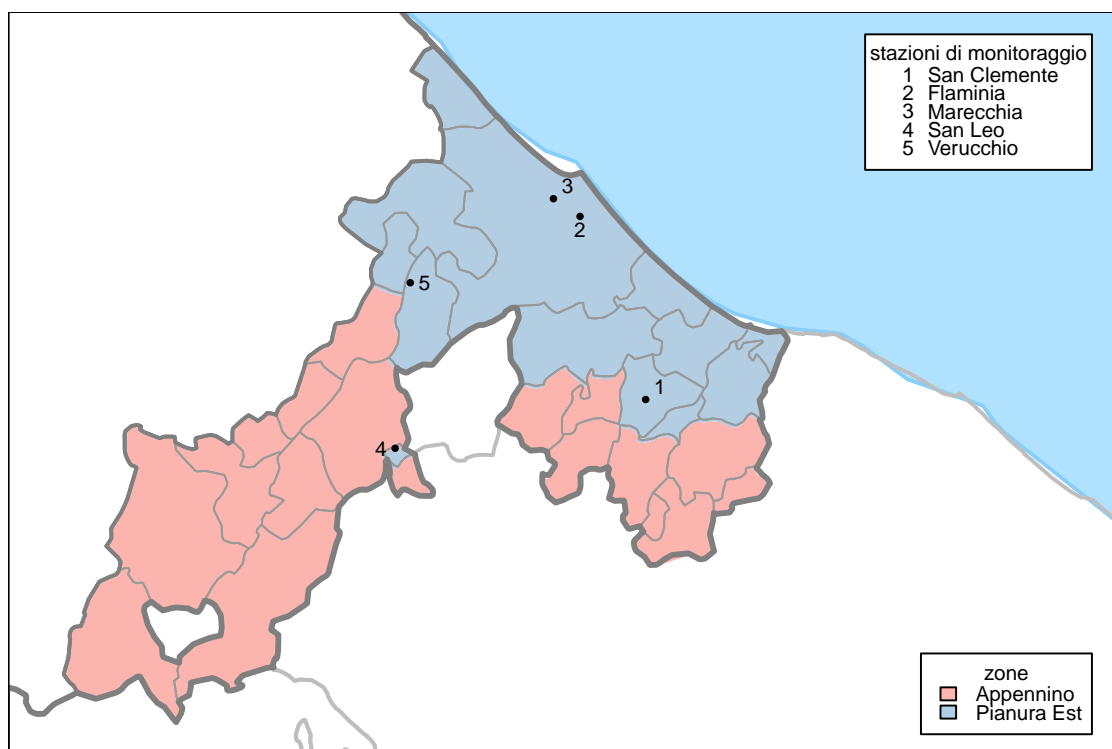 stazioni di monitoraggio
1 San Clemente
2 Flaminia
3 Marecchia
4 San Leo
5 Verucchio
3
2
5
1
4
zone
Appennino
Pianura Est